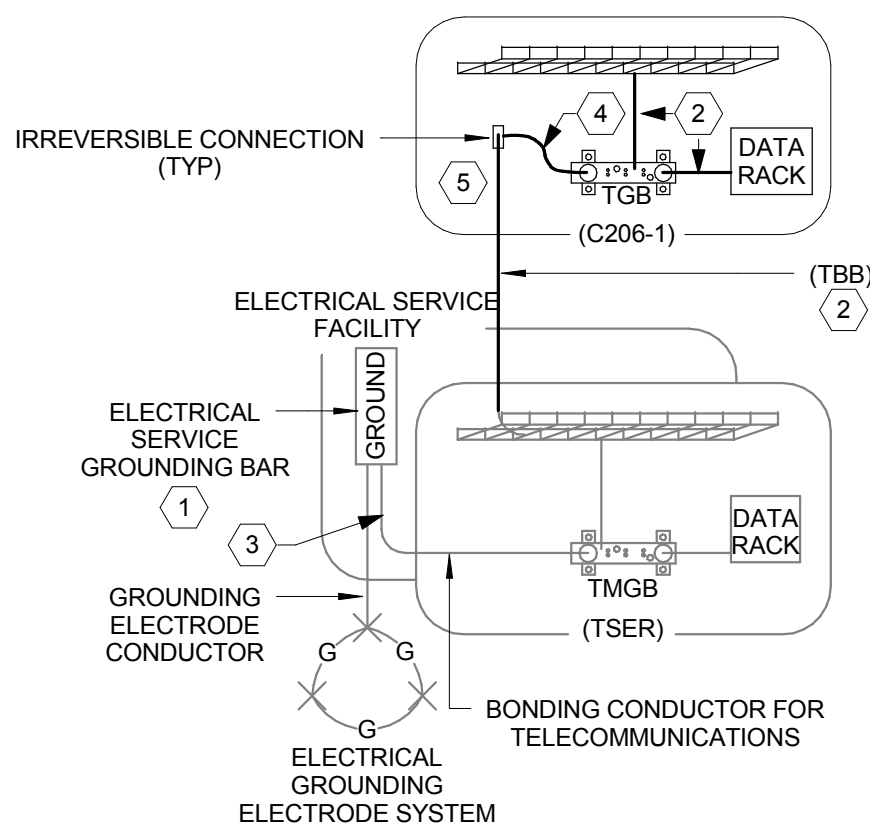 4
2
IRREVERSIBLE CONNECTION
(TYP)
DATA
RACK
5
TGB
(C206-1)
(TBB)
2
ELECTRICAL SERVICE
FACILITY
GROUND
ELECTRICAL
SERVICE
GROUNDING BAR
1
3
DATA
RACK
TMGB
(TSER)
GROUNDING
ELECTRODE
CONDUCTOR
G
G
G
BONDING CONDUCTOR FOR
TELECOMMUNICATIONS
ELECTRICAL
GROUNDING
ELECTRODE SYSTEM